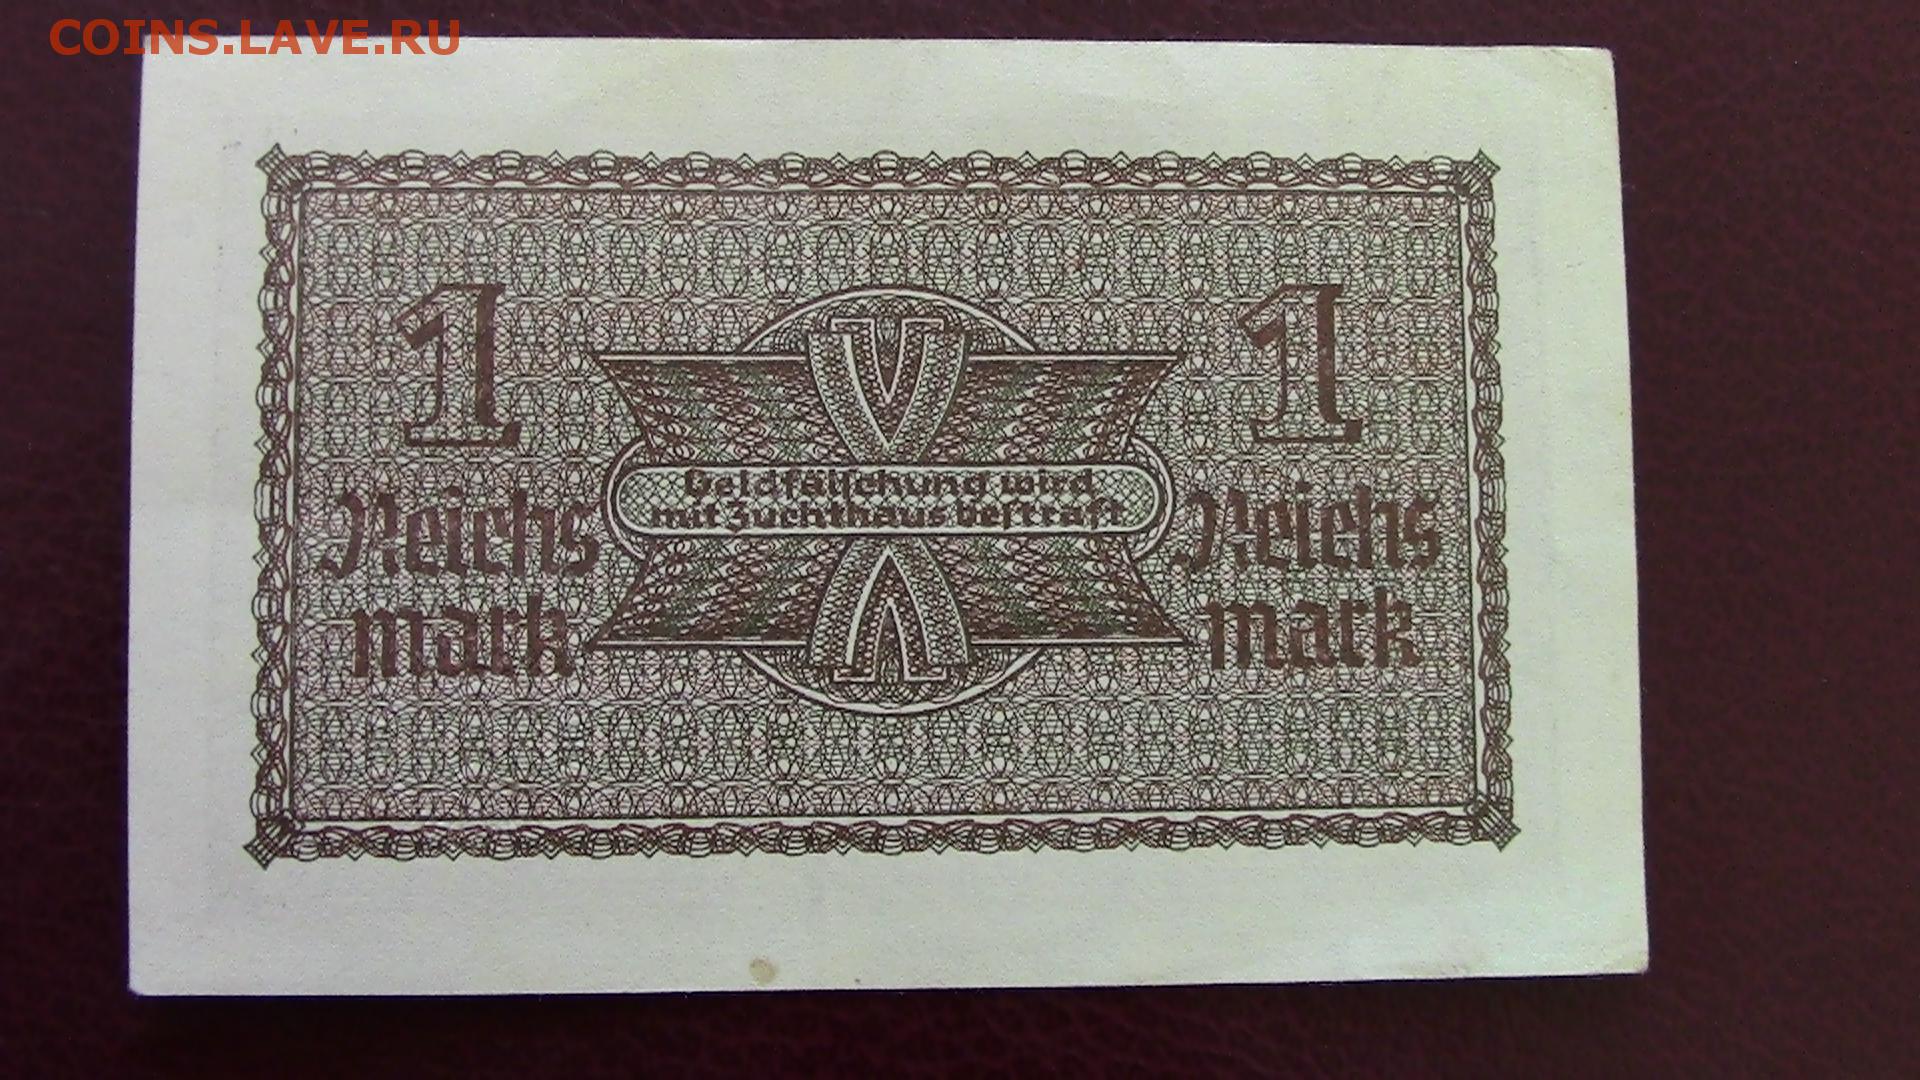 COINS.LAVE.RU
1
1
Geldfälſchung wird
mit Zuchthaus beſtraft
Reichs
mark
Reichs
mark